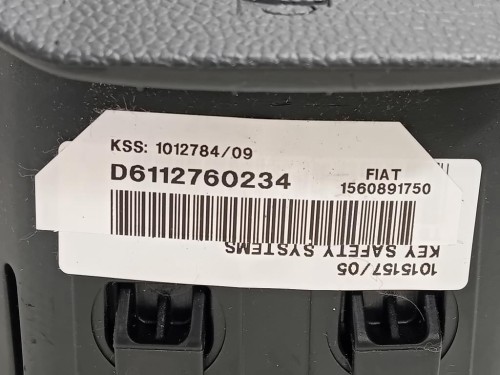 KSS: 1012784/09
D6112760234
FIAT
1560891750
KEY SAFETY SYSTEMS
1015157/05